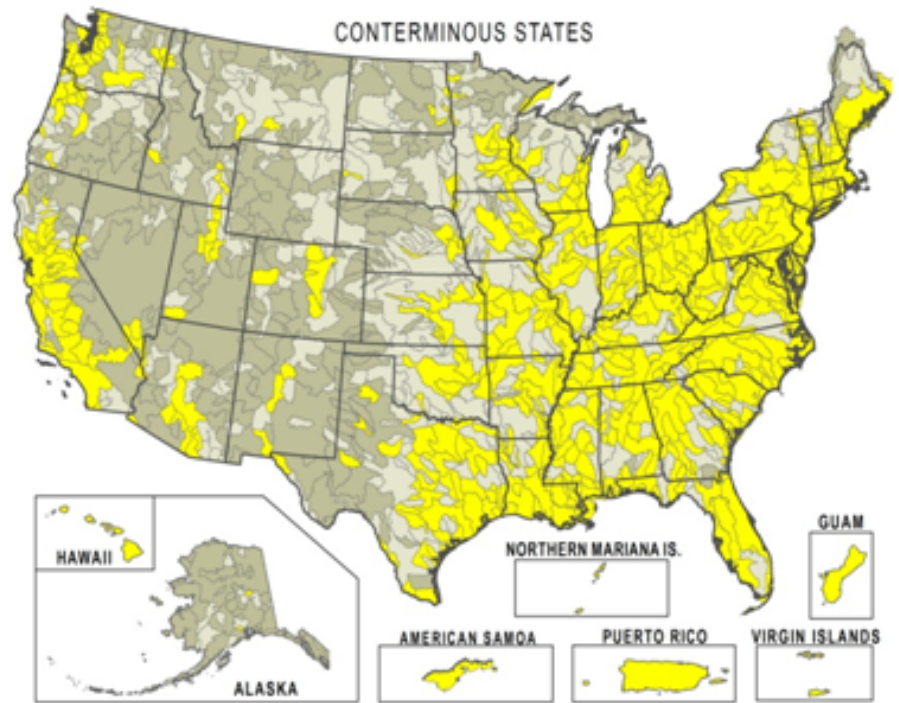 CONTERMINOUS STATES
HAWAII
ALASKA
NORTHERN MARIANA IS.
GUAM
AMERICAN SAMOA
PUERTO RICO
VIRGIN ISLANDS